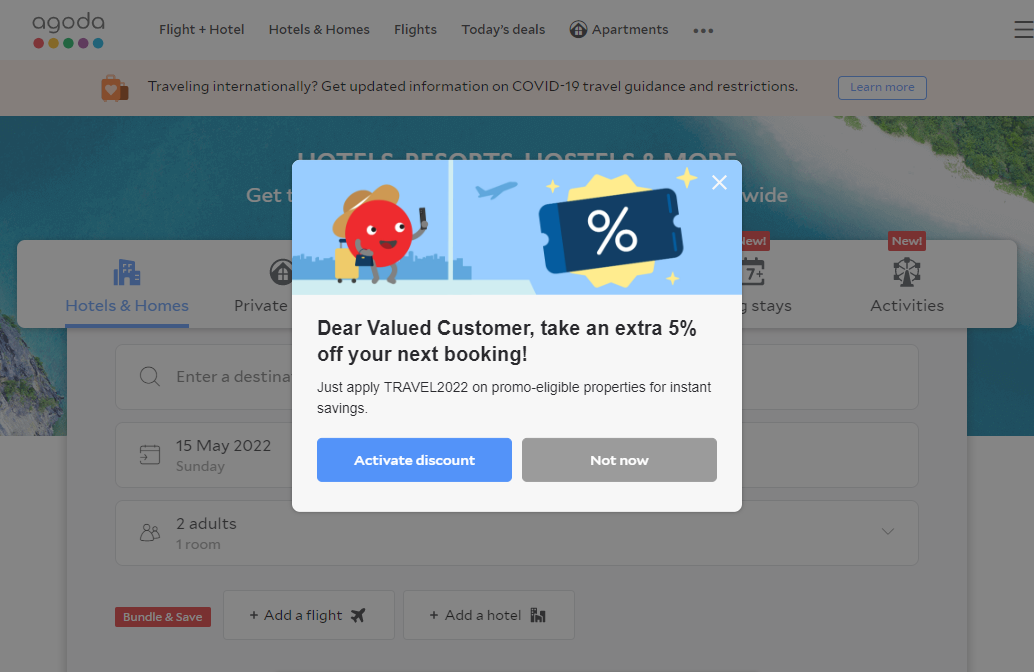 agoda
Flight + Hotel
Hotels & Homes
Flights
Today's deals
Apartments
Traveling internationally? Get updated information on COVID-19 travel guidance and restrictions.
Learn more
HOTELS, RESORTS, HOSTELS & MORE
Get
wide
Hotels & Homes
Private
7+
New!
stays
New!
Activities
%
Dear Valued Customer, take an extra 5%
off your next booking!
Just apply TRAVEL2022 on promo-eligible properties for instant
savings.
Activate discount
Not now
Enter a destina
15 May 2022
Sunday
2 adults
1 room
Bundle & Save
+ Add a flight
+ Add a hotel